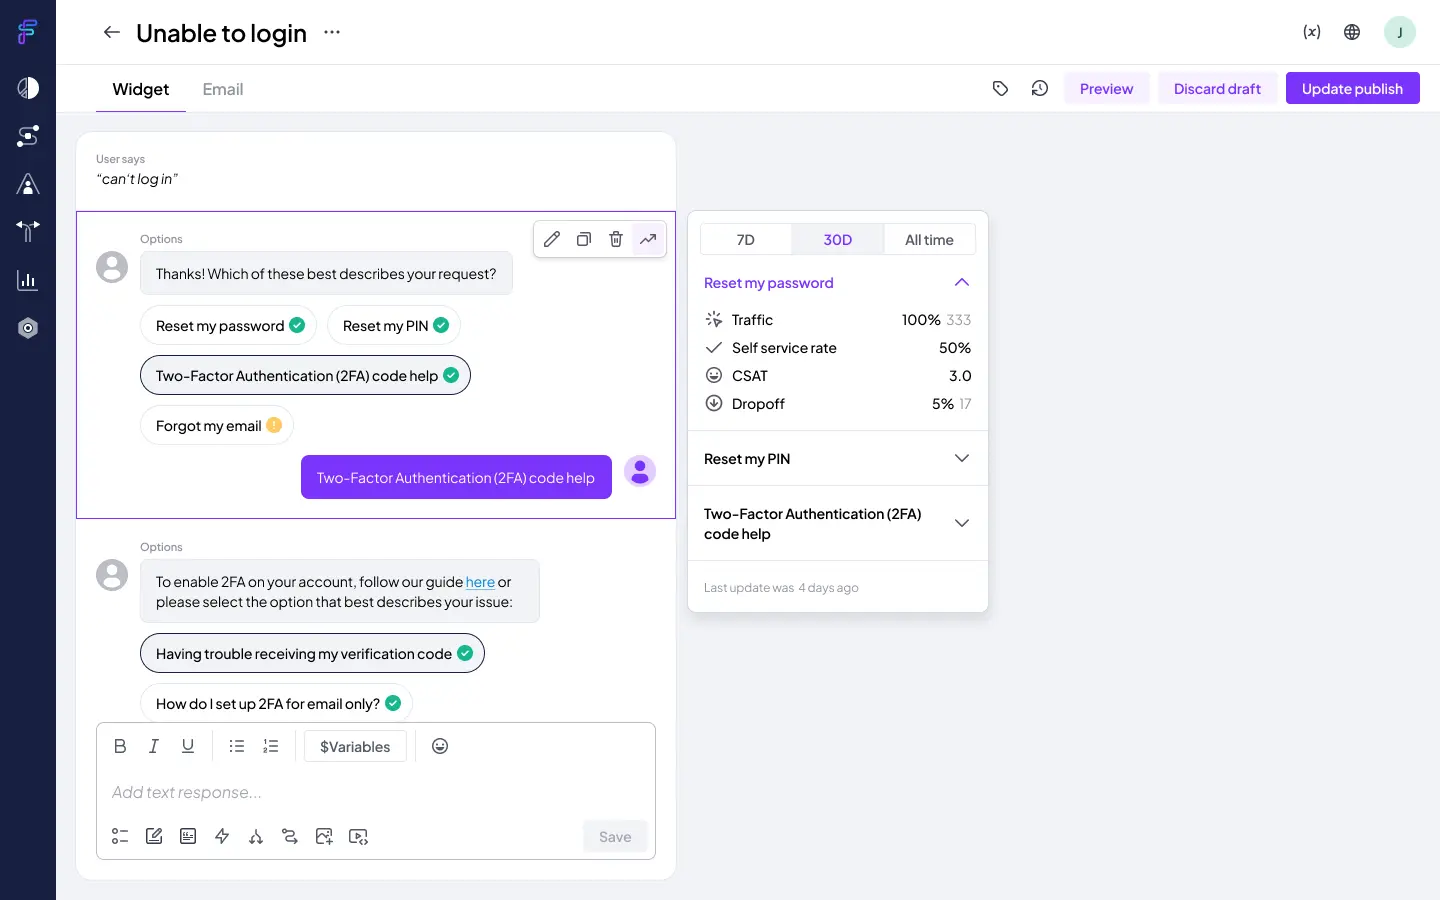 Unable to login
(x)
J
Widget
Email
Preview
Discard draft
Update publish
User says
“can‘t log in”
Options
Thanks! Which of these best describes your request?
Reset my password
Reset my PIN
Two-Factor Authentication (2FA) code help
Forgot my email
Two-Factor Authentication (2FA) code help
Options
To enable 2FA on your account, follow our guide here or
please select the option that best describes your issue:
Having trouble receiving my verification code
How do I set up 2FA for email only?
B I U
$Variables
Add text response...
Save
7D
30D
All time
Reset my password
Traffic 100% 333
Self service rate 50%
CSAT 3.0
Dropoff 5% 17
Reset my PIN
Two-Factor Authentication (2FA)
code help
Last update was 4 days ago